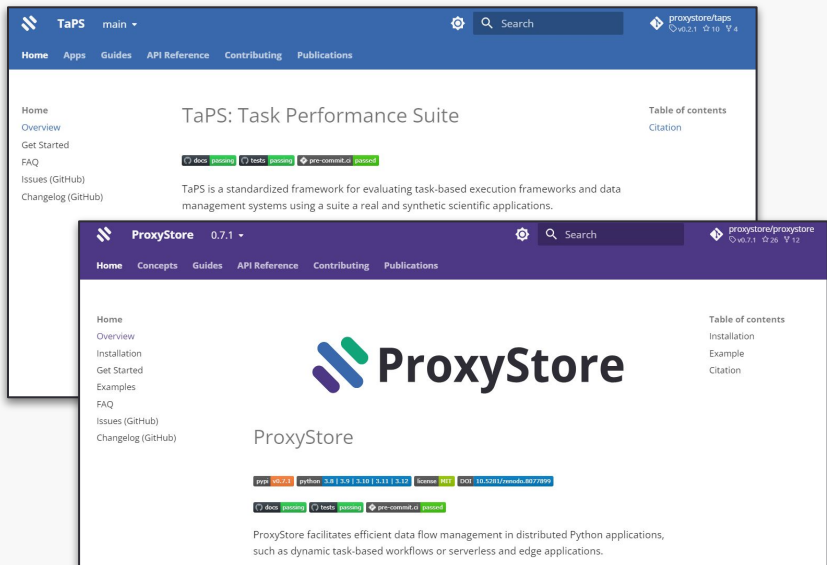 TaPS main
Search
proxystore/taps
v0.2.1 10 4
Home Apps Guides API Reference Contributing Publications
Home
Overview
Get Started
FAQ
Issues (GitHub)
Changelog (GitHub)
TaPS: Task Performance Suite
docs passing tests passing pre-commit.ci passed
TaPS is a standardized framework for evaluating task-based execution frameworks and data
management systems using a suite a real and synthetic scientific applications.
Table of contents
Citation
ProxyStore 0.7.1
Search
proxystore/proxystore
v0.7.1 26 12
Home Concepts Guides API Reference Contributing Publications
Home
Overview
Installation
Get Started
Examples
FAQ
Issues (GitHub)
Changelog (GitHub)
ProxyStore
ProxyStore
pypi v0.7.1 python 3.8 | 3.9 | 3.10 | 3.11 | 3.12 license MIT DOI 10.5281/zenodo.8077899
docs passing tests passing pre-commit.ci passed
ProxyStore facilitates efficient data flow management in distributed Python applications,
such as dynamic task-based workflows or serverless and edge applications.
Table of contents
Installation
Example
Citation